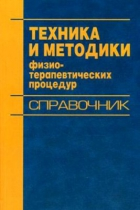 ТЕХНИКА
И МЕТОДИКИ
физио-
терапевтических
процедур
СПРАВОЧНИК